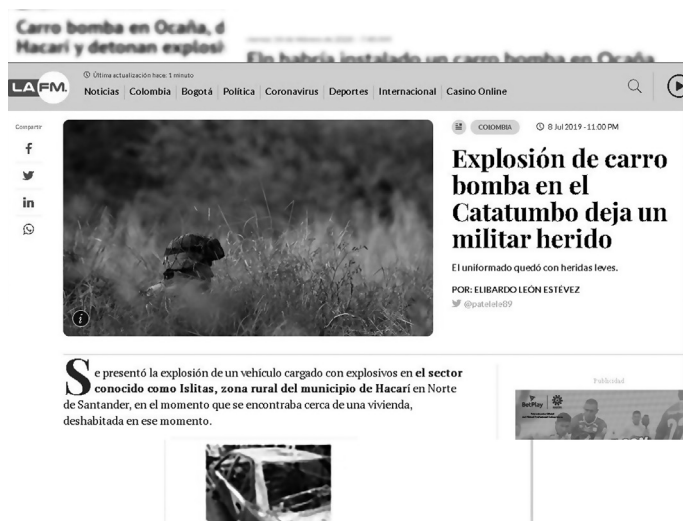 Carro bomba en Ocaña, d
Hacarí y detonan explosi
Eln habría instalado un carro bomba en Ocaña
Última actualización hace: 1 minuto
LA FM.
Noticias Colombia Bogotá Política Coronavirus Deportes Internacional Casino Online
Compartir
COLOMBIA 8 Jul 2019 - 11:00 PM
Explosión de carro
bomba en el
Catatumbo deja un
militar herido
El uniformado quedó con heridas leves.
POR: ELIBARDO LEÓN ESTÉVEZ
@patelele89
Se presentó la explosión de un vehículo cargado con explosivos en el sector
conocido como Islitas, zona rural del municipio de Hacarí en Norte
de Santander, en el momento que se encontraba cerca de una vivienda,
deshabitada en ese momento.
Publicidad
BetPlay